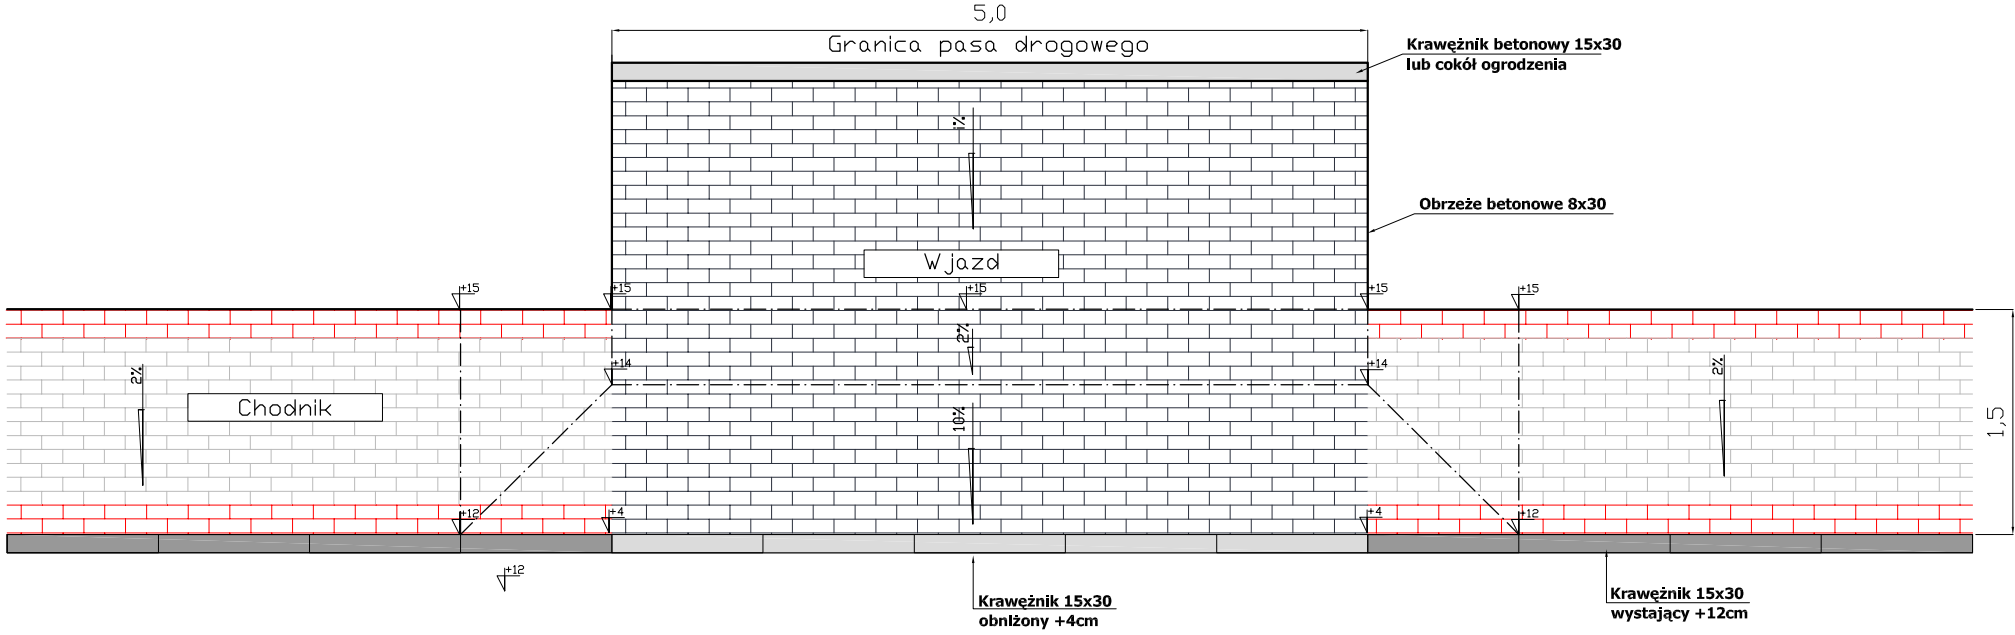 5,0
Granica pasa drogowego
Krawężnik betonowy 15x30
lub cokół ogrodzenia
1%
Obrzeże betonowe 8x30
Wjazd
+15
+15
+15
+15
+15
2%
+14
+14
2%
2%
Chodnik
10%
1,5
+12
+4
+4
+12
+12
Krawężnik 15x30
obniżony +4cm
Krawężnik 15x30
wystający +12cm